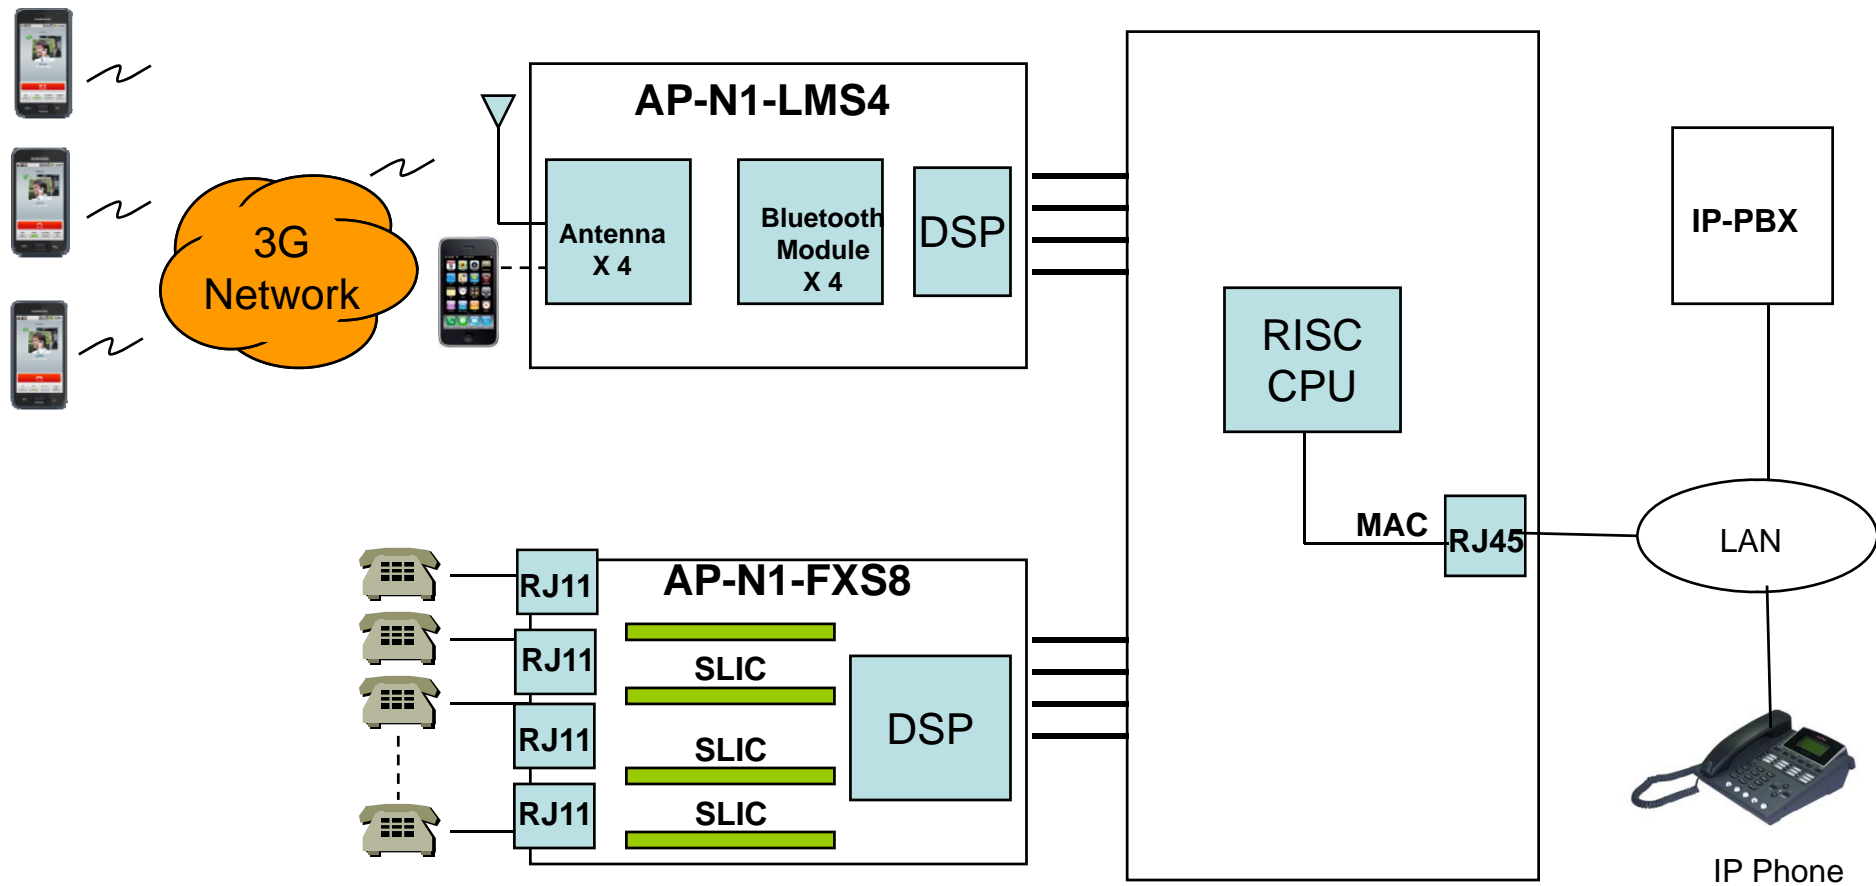 AP-N1-LMS4
3G
Network
Antenna
X 4
Bluetooth
Module
X 4
DSP
IP-PBX
RISC
CPU
MAC
RJ45
LAN
AP-N1-FXS8
RJ11
RJ11
RJ11
RJ11
SLIC
SLIC
SLIC
DSP
IP Phone